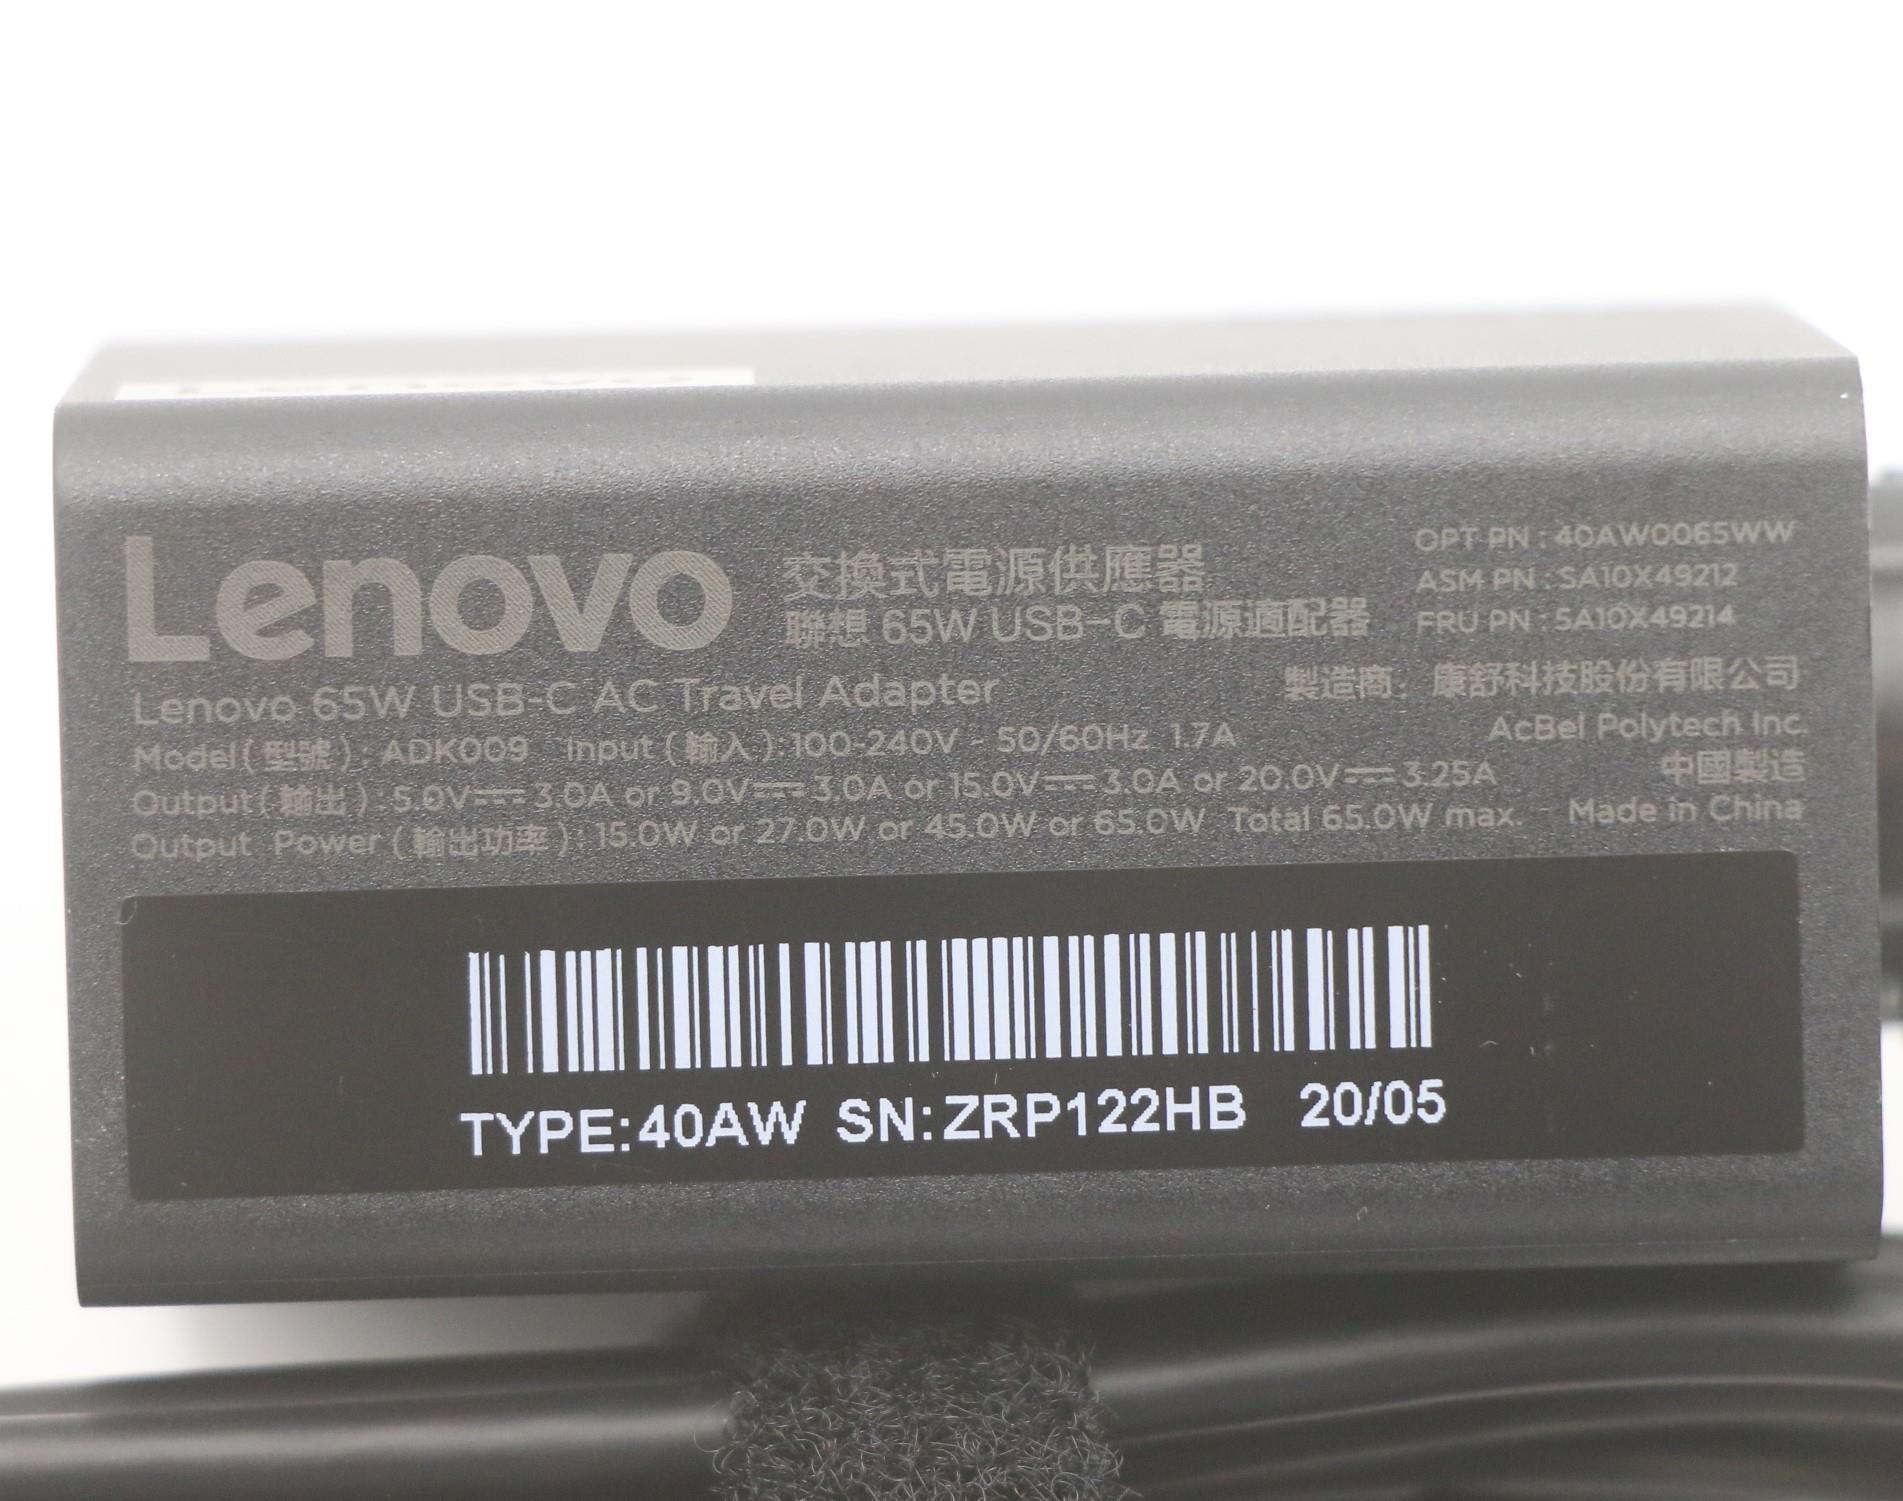 Lenovo
交換式電源供應器
聯想 65W USB-C 電源適配器
OPT PN : 40AW0065WW
ASM PN : SA10X49212
FRU PN : 5A10X49214
Lenovo 65W USB-C AC Travel Adapter
製造商: 康舒科技股份有限公司
Model ( 型號 ) : ADK009 Input ( 輸入 ) : 100-240V ~ 50/60Hz 1.7A
AcBel Polytech Inc.
Output ( 輸出 ) : 5.0V⎓3.0A or 9.0V⎓3.0A or 15.0V⎓3.0A or 20.0V⎓3.25A
中國製造
Output Power ( 輸出功率 ) : 15.0W or 27.0W or 45.0W or 65.0W Total 65.0W max.
Made in China
TYPE:40AW SN:ZRP122HB 20/05